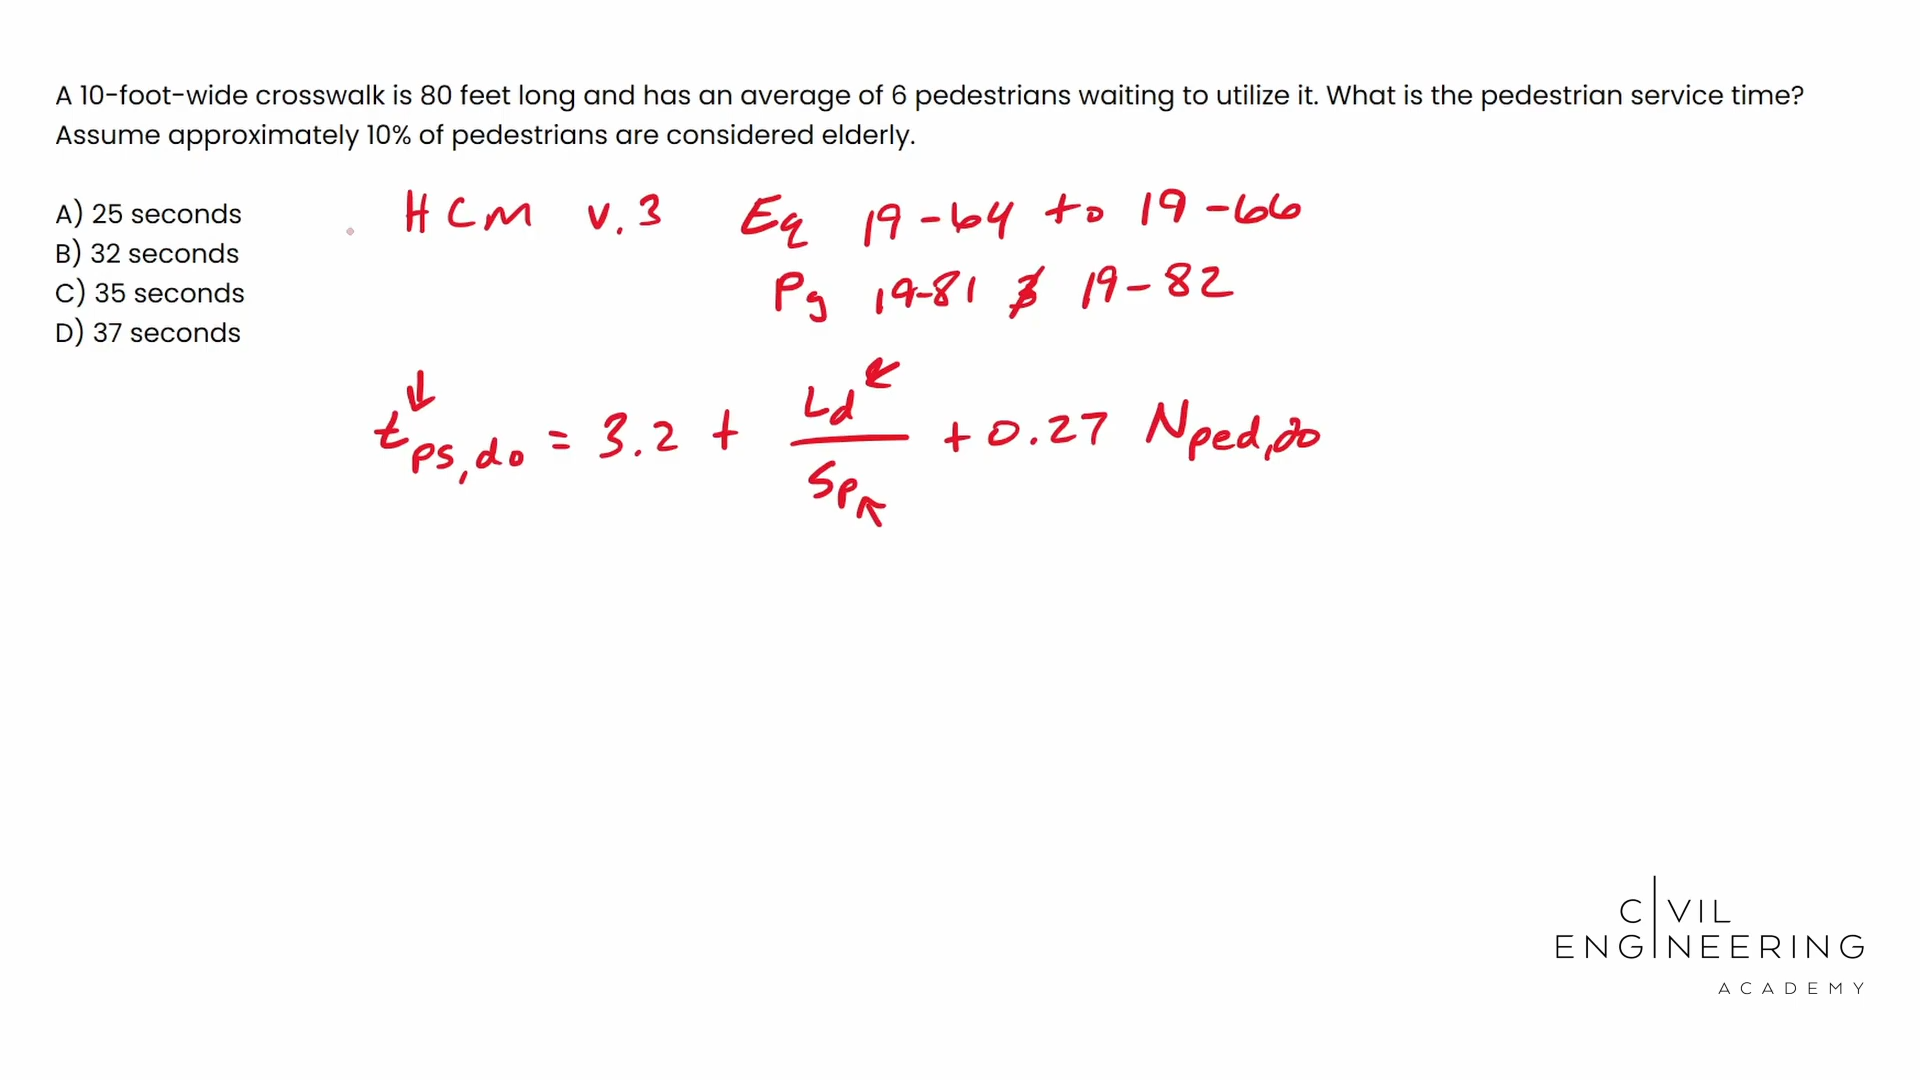 A 10-foot-wide crosswalk is 80 feet long and has an average of 6 pedestrians waiting to utilize it. What is the pedestrian service time?
Assume approximately 10% of pedestrians are considered elderly.
A) 25 seconds
B) 32 seconds
C) 35 seconds
D) 37 seconds
HCM v.3 Eq 19-64 to 19-66
Pg 19-81 & 19-82
t ps,do = 3.2 + Ld / Sp + 0.27 N ped,do
CIVIL
ENGINEERING
ACADEMY